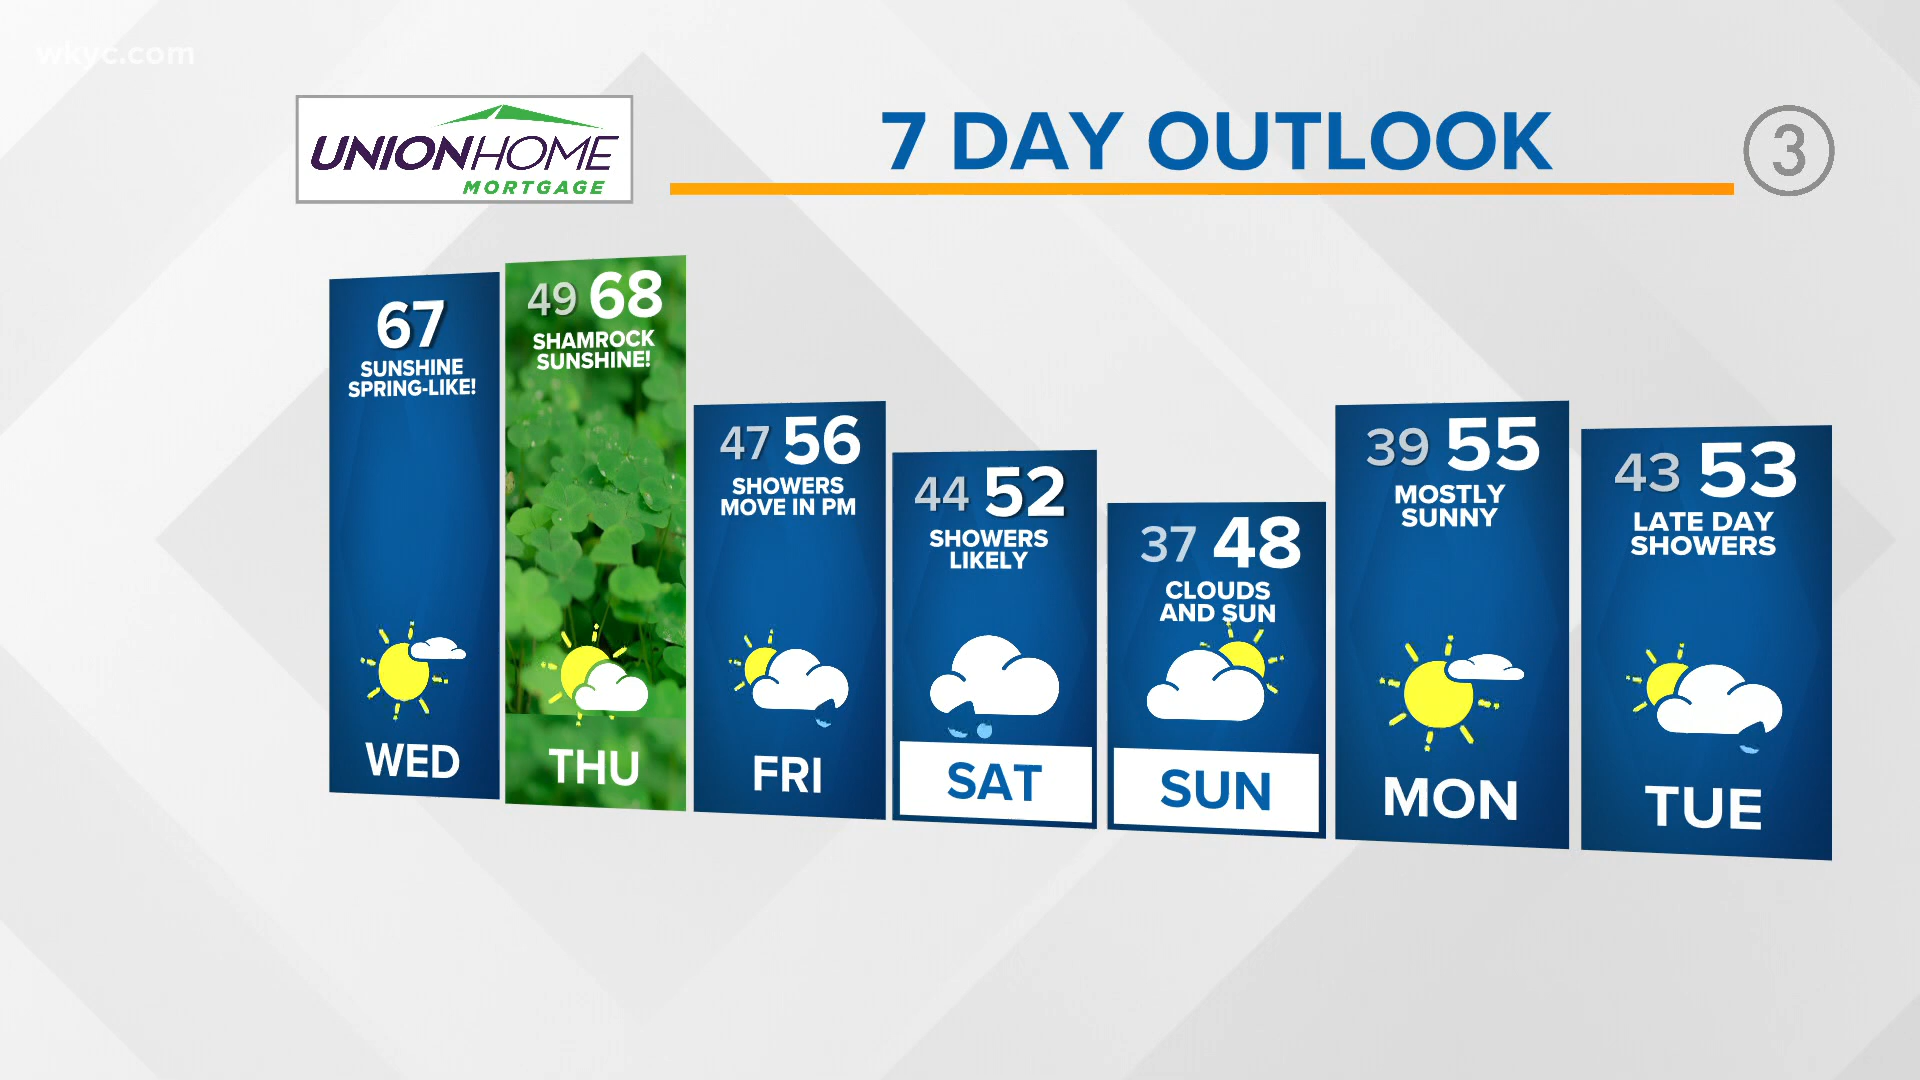 wkyc.com
UNIONHOME
MORTGAGE
7 DAY OUTLOOK
3
67
SUNSHINE
SPRING-LIKE!
WED
49 68
SHAMROCK
SUNSHINE!
THU
47 56
SHOWERS
MOVE IN PM
FRI
44 52
SHOWERS
LIKELY
SAT
37 48
CLOUDS
AND SUN
SUN
39 55
MOSTLY
SUNNY
MON
43 53
LATE DAY
SHOWERS
TUE